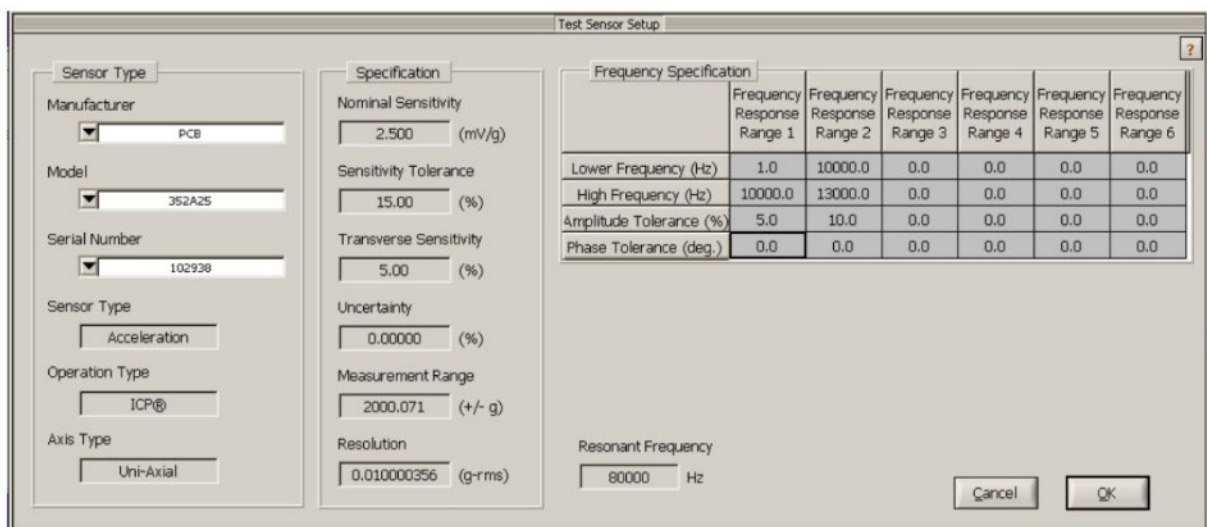 Test Sensor Setup
?
Sensor Type
Manufacturer
PCB
Model
352A25
Serial Number
102938
Sensor Type
Acceleration
Operation Type
ICP®
Axis Type
Uni-Axial
Specification
Nominal Sensitivity
2.500 (mV/g)
Sensitivity Tolerance
15.00 (%)
Transverse Sensitivity
5.00 (%)
Uncertainty
0.00000 (%)
Measurement Range
2000.071 (+/- g)
Resolution
0.010000356 (g-rms)
Frequency Specification
Frequency Frequency Frequency Frequency Frequency Frequency
Response Response Response Response Response Response
Range 1 Range 2 Range 3 Range 4 Range 5 Range 6
Lower Frequency (Hz) 1.0 10000.0 0.0 0.0 0.0 0.0
High Frequency (Hz) 10000.0 13000.0 0.0 0.0 0.0 0.0
Amplitude Tolerance (%) 5.0 10.0 0.0 0.0 0.0 0.0
Phase Tolerance (deg.) 0.0 0.0 0.0 0.0 0.0 0.0
Resonant Frequency
80000 Hz
Cancel OK